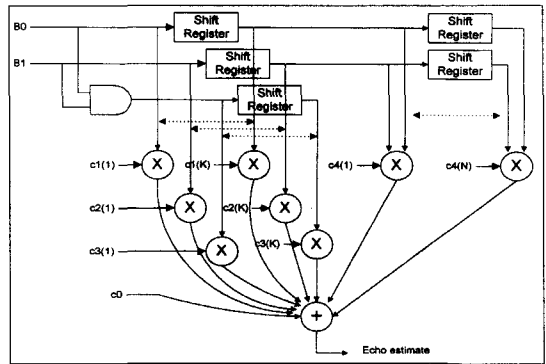 B0
Shift
Register
Shift
Register
B1
Shift
Register
Shift
Register
Shift
Register
c1(1)
X
c1(K)
X
c4(1)
X
c4(N)
X
c2(1)
X
c2(K)
X
c3(1)
X
c3(K)
X
c0
+
Echo estimate